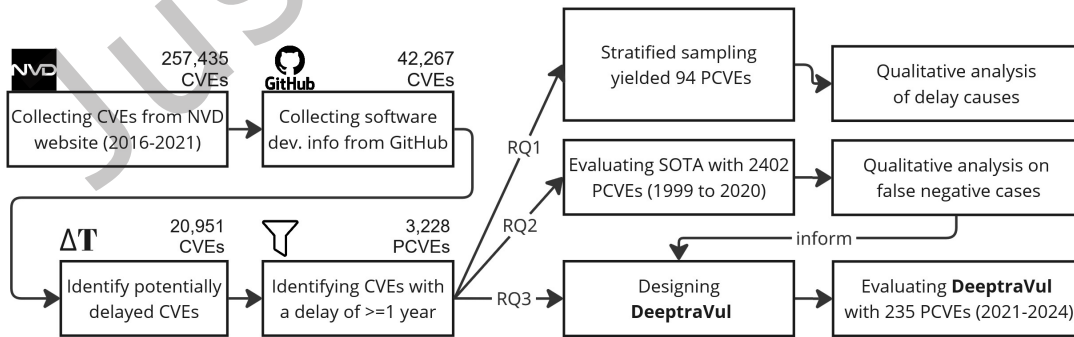 Jus
NVD
257,435
CVEs
Collecting CVEs from NVD
website (2016-2021)
GitHub
42,267
CVEs
Collecting software
dev. info from GitHub
ΔT
20,951
CVEs
Identify potentially
delayed CVEs
3,228
PCVEs
Identifying CVEs with
a delay of >=1 year
RQ1
RQ2
RQ3
Stratified sampling
yielded 94 PCVEs
Qualitative analysis
of delay causes
Evaluating SOTA with 2402
PCVEs (1999 to 2020)
Qualitative analysis on
false negative cases
inform
Designing
DeeptraVul
Evaluating DeeptraVul
with 235 PCVEs (2021-2024)